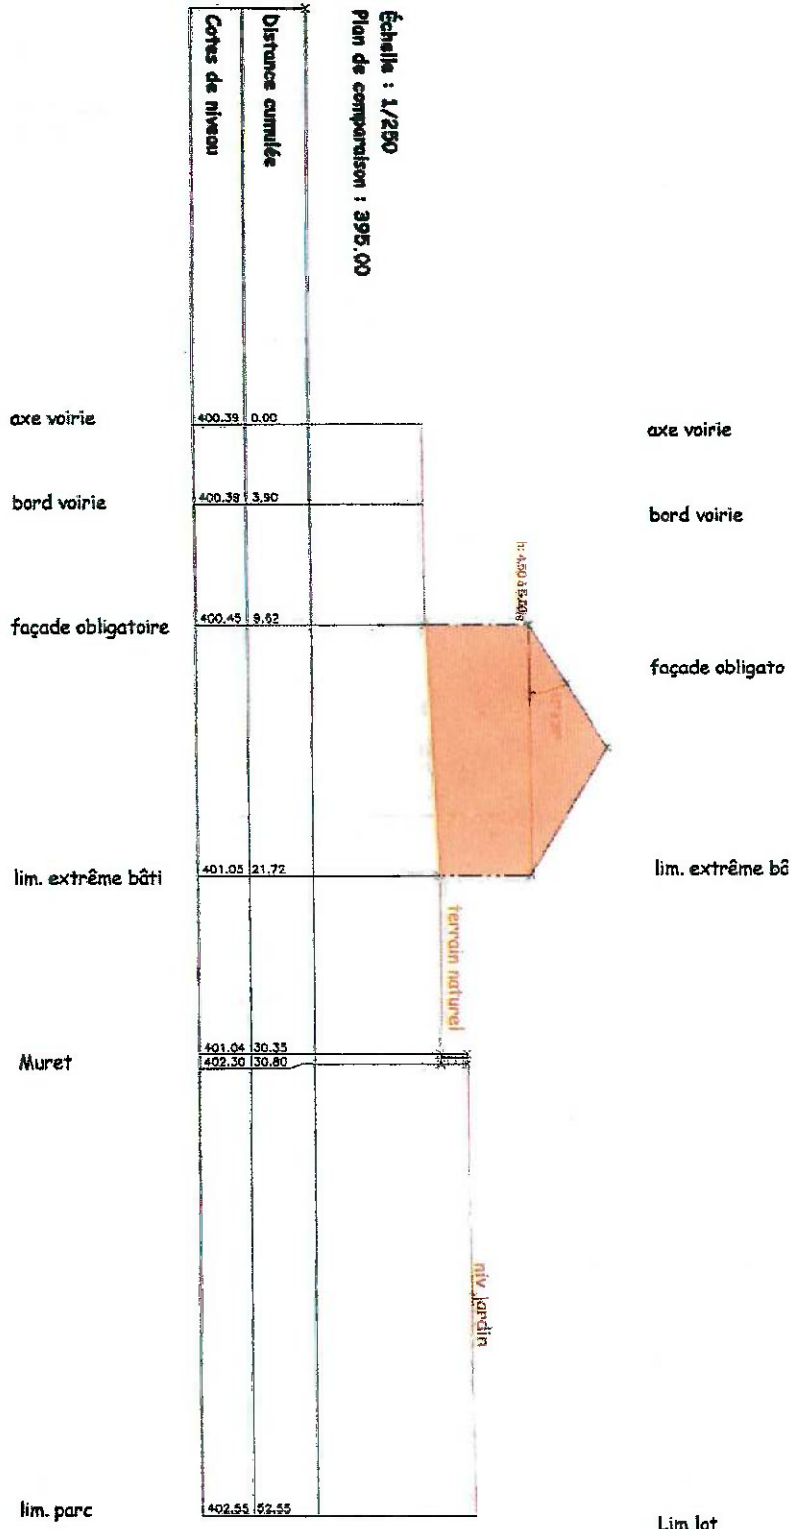 Échelle : 1/250
Plan de comparaison : 395.00
Distance cumulée
Cotes de niveau
axe voirie
400.39 0.00
axe voirie
bord voirie
400.38 3.90
bord voirie
façade obligatoire
400.45 9.62
façade obligato
lim. extrême bâti
401.05 21.72
lim. extrême bâ
terrain naturel
Muret
401.04 30.35
402.30 30.80
niv. jardin
lim. parc
402.55 52.55
Lim lot